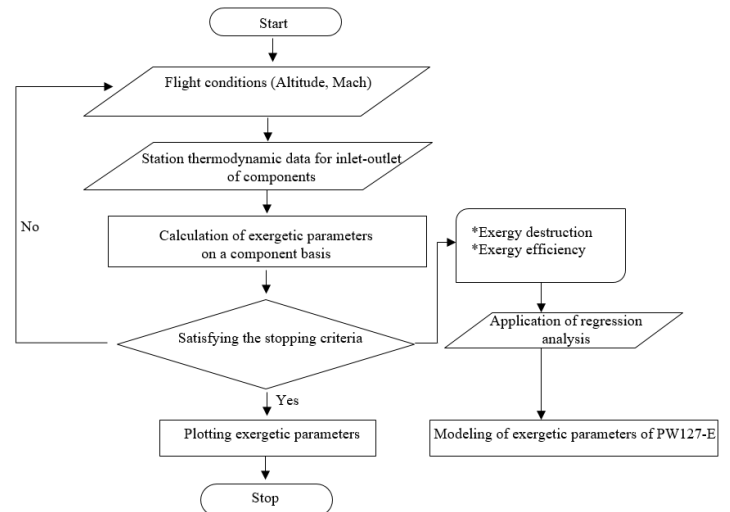 Start
Flight conditions (Altitude, Mach)
Station thermodynamic data for inlet-outlet
of components
Calculation of exergetic parameters
on a component basis
No
*Exergy destruction
*Exergy efficiency
Satisfying the stopping criteria
Application of regression
analysis
Yes
Plotting exergetic parameters
Modeling of exergetic parameters of PW127-E
Stop